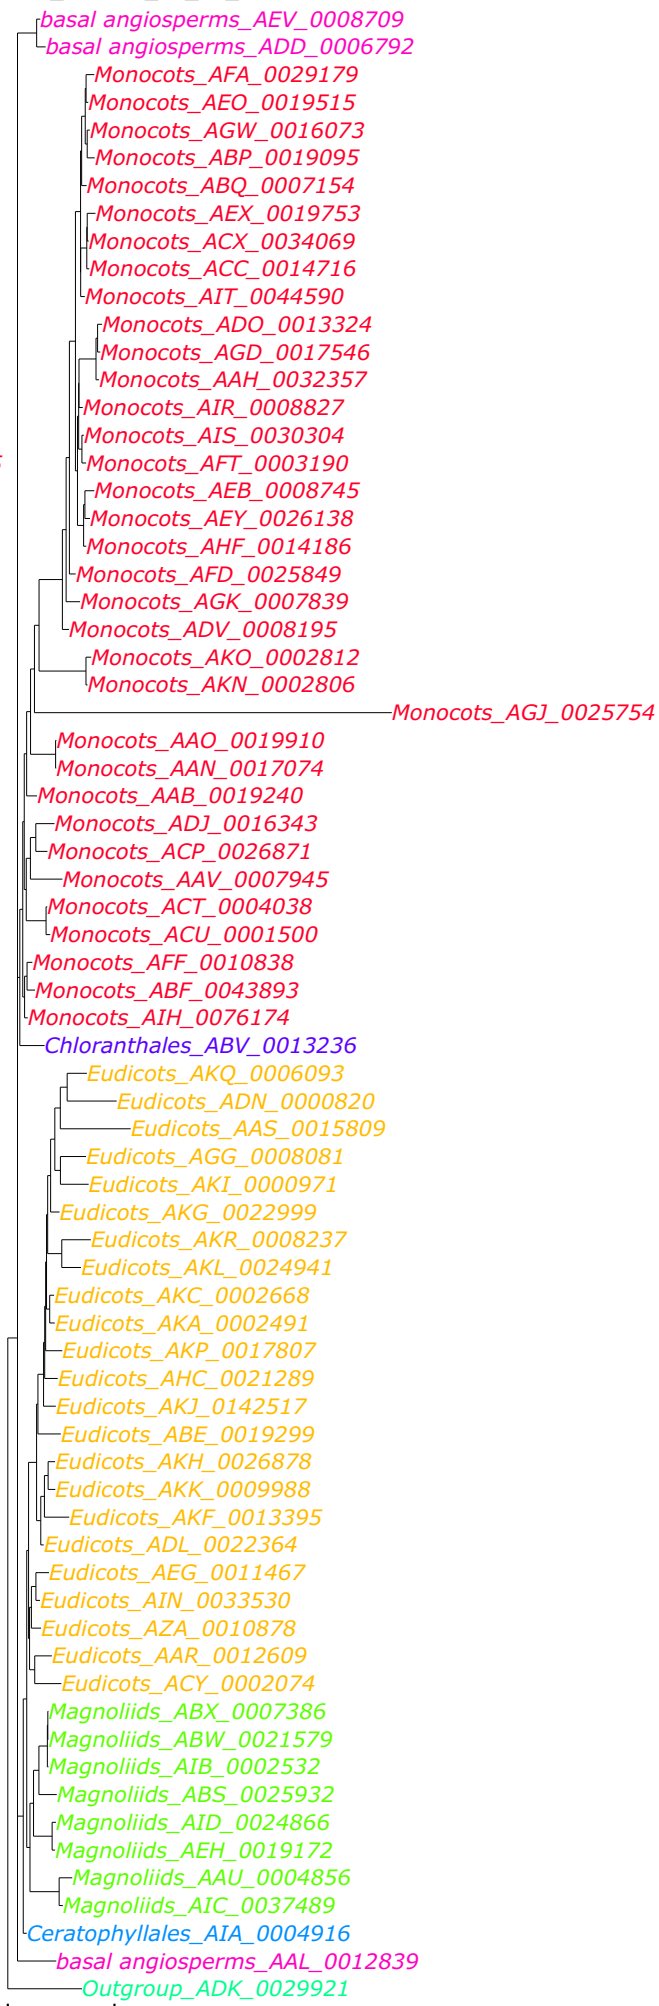 basal angiosperms_AEV_0008709
basal angiosperms_ADD_0006792
Monocots_AFA_0029179
Monocots_AEO_0019515
Monocots_AGW_0016073
Monocots_ABP_0019095
Monocots_ABQ_0007154
Monocots_AEX_0019753
Monocots_ACX_0034069
Monocots_ACC_0014716
Monocots_AIT_0044590
Monocots_ADO_0013324
Monocots_AGD_0017546
Monocots_AAH_0032357
Monocots_AIR_0008827
Monocots_AIS_0030304
Monocots_AFT_0003190
Monocots_AEB_0008745
Monocots_AEY_0026138
Monocots_AHF_0014186
Monocots_AFD_0025849
Monocots_AGK_0007839
Monocots_ADV_0008195
Monocots_AKO_0002812
Monocots_AKN_0002806
Monocots_AGJ_0025754
Monocots_AAO_0019910
Monocots_AAN_0017074
Monocots_AAB_0019240
Monocots_ADJ_0016343
Monocots_ACP_0026871
Monocots_AAV_0007945
Monocots_ACT_0004038
Monocots_ACU_0001500
Monocots_AFF_0010838
Monocots_ABF_0043893
Monocots_AIH_0076174
Chloranthales_ABV_0013236
Eudicots_AKQ_0006093
Eudicots_ADN_0000820
Eudicots_AAS_0015809
Eudicots_AGG_0008081
Eudicots_AKI_0000971
Eudicots_AKG_0022999
Eudicots_AKR_0008237
Eudicots_AKL_0024941
Eudicots_AKC_0002668
Eudicots_AKA_0002491
Eudicots_AKP_0017807
Eudicots_AHC_0021289
Eudicots_AKJ_0142517
Eudicots_ABE_0019299
Eudicots_AKH_0026878
Eudicots_AKK_0009988
Eudicots_AKF_0013395
Eudicots_ADL_0022364
Eudicots_AEG_0011467
Eudicots_AIN_0033530
Eudicots_AZA_0010878
Eudicots_AAR_0012609
Eudicots_ACY_0002074
Magnoliids_ABX_0007386
Magnoliids_ABW_0021579
Magnoliids_AIB_0002532
Magnoliids_ABS_0025932
Magnoliids_AID_0024866
Magnoliids_AEH_0019172
Magnoliids_AAU_0004856
Magnoliids_AIC_0037489
Ceratophyllales_AIA_0004916
basal angiosperms_AAL_0012839
Outgroup_ADK_0029921